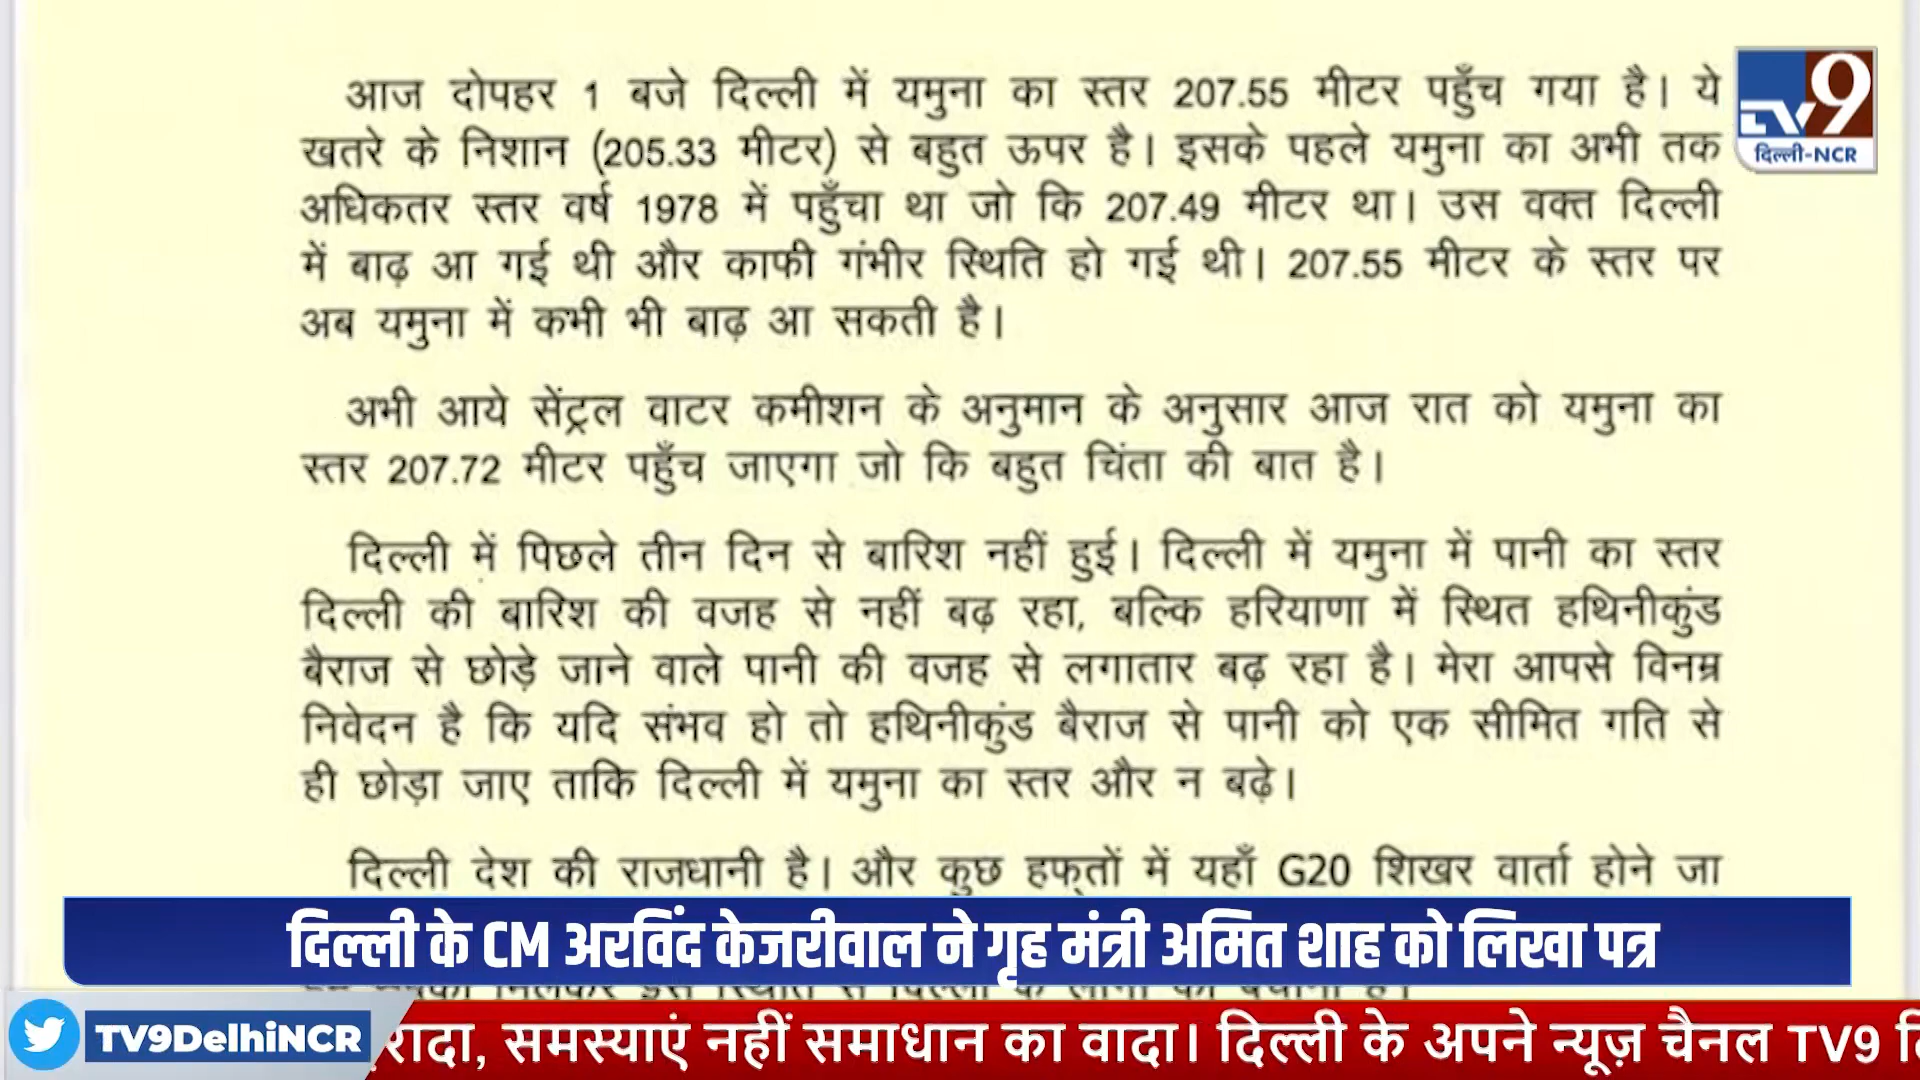 आज दोपहर 1 बजे दिल्ली में यमुना का स्तर 207.55 मीटर पहुँच गया है। ये
खतरे के निशान (205.33 मीटर) से बहुत ऊपर है। इसके पहले यमुना का अभी तक
अधिकतर स्तर वर्ष 1978 में पहुँचा था जो कि 207.49 मीटर था। उस वक्त दिल्ली
में बाढ़ आ गई थी और काफी गंभीर स्थिति हो गई थी। 207.55 मीटर के स्तर पर
अब यमुना में कभी भी बाढ़ आ सकती है।
अभी आये सेंट्रल वाटर कमीशन के अनुमान के अनुसार आज रात को यमुना का
स्तर 207.72 मीटर पहुँच जाएगा जो कि बहुत चिंता की बात है।
दिल्ली में पिछले तीन दिन से बारिश नहीं हुई। दिल्ली में यमुना में पानी का स्तर
दिल्ली की बारिश की वजह से नहीं बढ़ रहा, बल्कि हरियाणा में स्थित हथिनीकुंड
बैराज से छोड़े जाने वाले पानी की वजह से लगातार बढ़ रहा है। मेरा आपसे विनम्र
निवेदन है कि यदि संभव हो तो हथिनीकुंड बैराज से पानी को एक सीमित गति से
ही छोड़ा जाए ताकि दिल्ली में यमुना का स्तर और न बढ़े।
दिल्ली देश की राजधानी है। और कुछ हफ्तों में यहाँ G20 शिखर वार्ता होने जा
TV9
दिल्ली-NCR
दिल्ली के CM अरविंद केजरीवाल ने गृह मंत्री अमित शाह को लिखा पत्र
TV9DelhiNCR
समस्याएं नहीं समाधान का वादा। दिल्ली के अपने न्यूज़ चैनल TV9